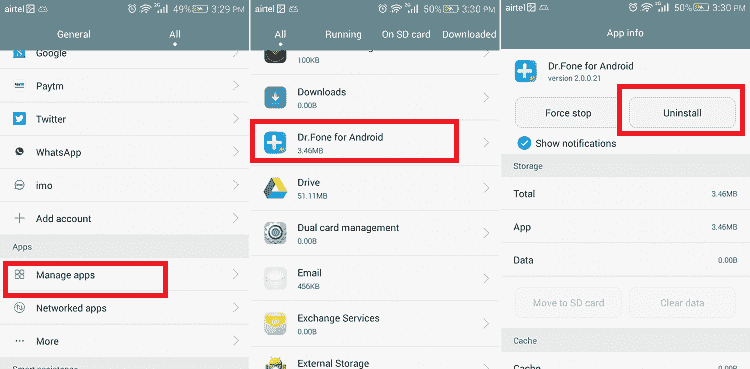 airtel 49% 3:29 PM
General All
Google
Paytm
Twitter
WhatsApp
imo
Add account
Apps
Manage apps
Networked apps
More
Smart assistance
airtel 50% 3:30 PM
All Running On SD card Downloaded
100KB
Downloads
0.00B
Dr.Fone for Android
3.46MB
Drive
51.11MB
Dual card management
0.00B
Email
456KB
Exchange Services
0.00B
External Storage
airtel 50% 3:30 PM
App info
Dr.Fone for Android
version 2.0.0.21
Force stop Uninstall
Show notifications
Storage
Total 3.46MB
App 3.46MB
Data 0.00B
Move to SD card Clear data
Cache
Cache 0.00B